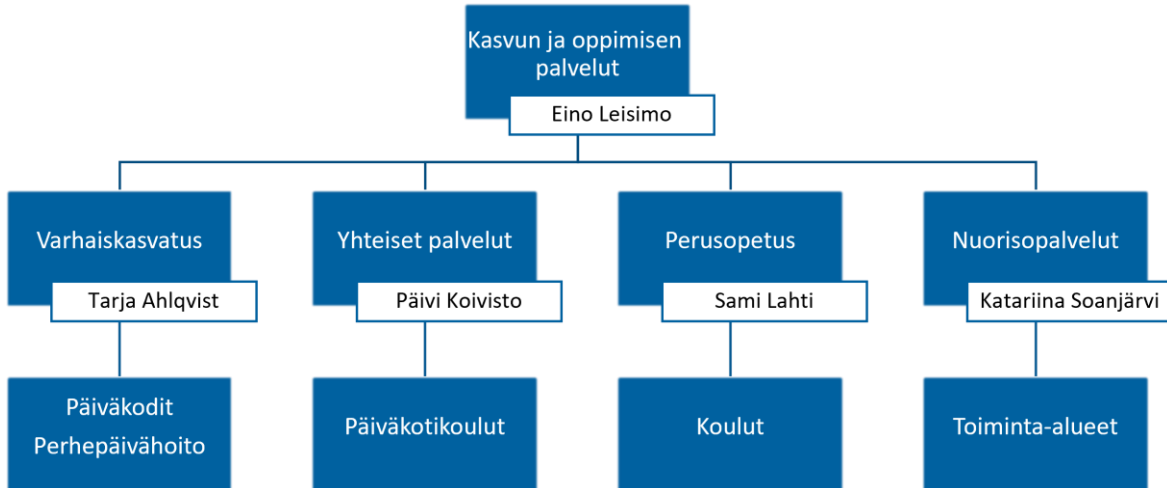 Kasvun ja oppimisen
palvelut
Eino Leisimo
Varhaiskasvatus
Tarja Ahlqvist
Yhteiset palvelut
Päivi Koivisto
Perusopetus
Sami Lahti
Nuorisopalvelut
Katariina Soanjärvi
Päiväkodit
Perhepäivähoito
Päiväkotikoulut
Koulut
Toiminta-alueet